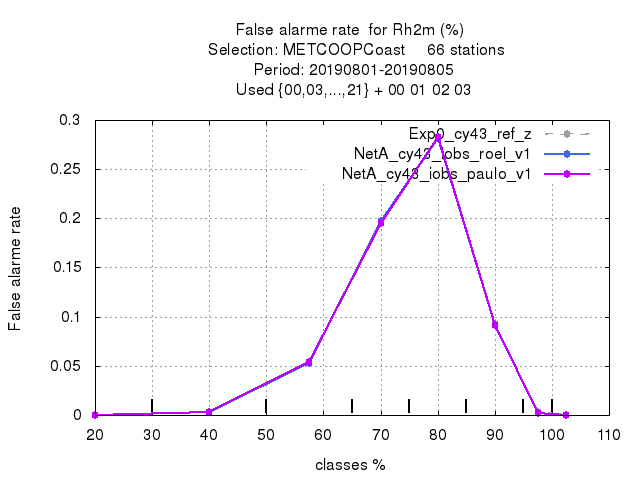 False alarme rate for Rh2m (%)
Selection: METCOOPCoast 66 stations
Period: 20190801-20190805
Used {00,03,...,21} + 00 01 02 03
Exp0_cy43_ref_z
NetA_cy43_iobs_roel_v1
NetA_cy43_iobs_paulo_v1
False alarme rate
0.3
0.25
0.2
0.15
0.1
0.05
0
20 30 40 50 60 70 80 90 100 110
classes %